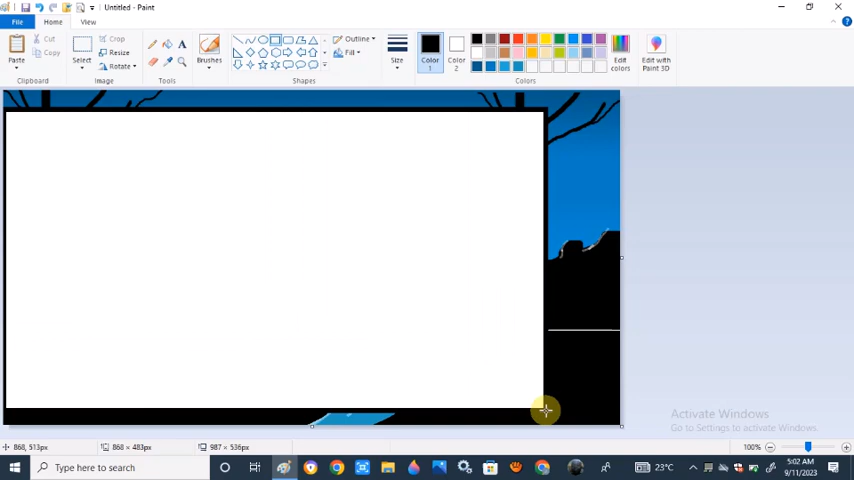 Untitled - Paint
File Home View
Paste
Cut
Copy
Clipboard
Select
Crop
Resize
Rotate
Image
A
Tools
Brushes
Outline
Fill
Shapes
Size
Color
1
Color
2
Colors
Edit
colors
Edit with
Paint 3D
Activate Windows
Go to Settings to activate Windows.
868, 513px
868 × 483px
987 × 536px
100%
Type here to search
23°C
5:02 AM
9/11/2023